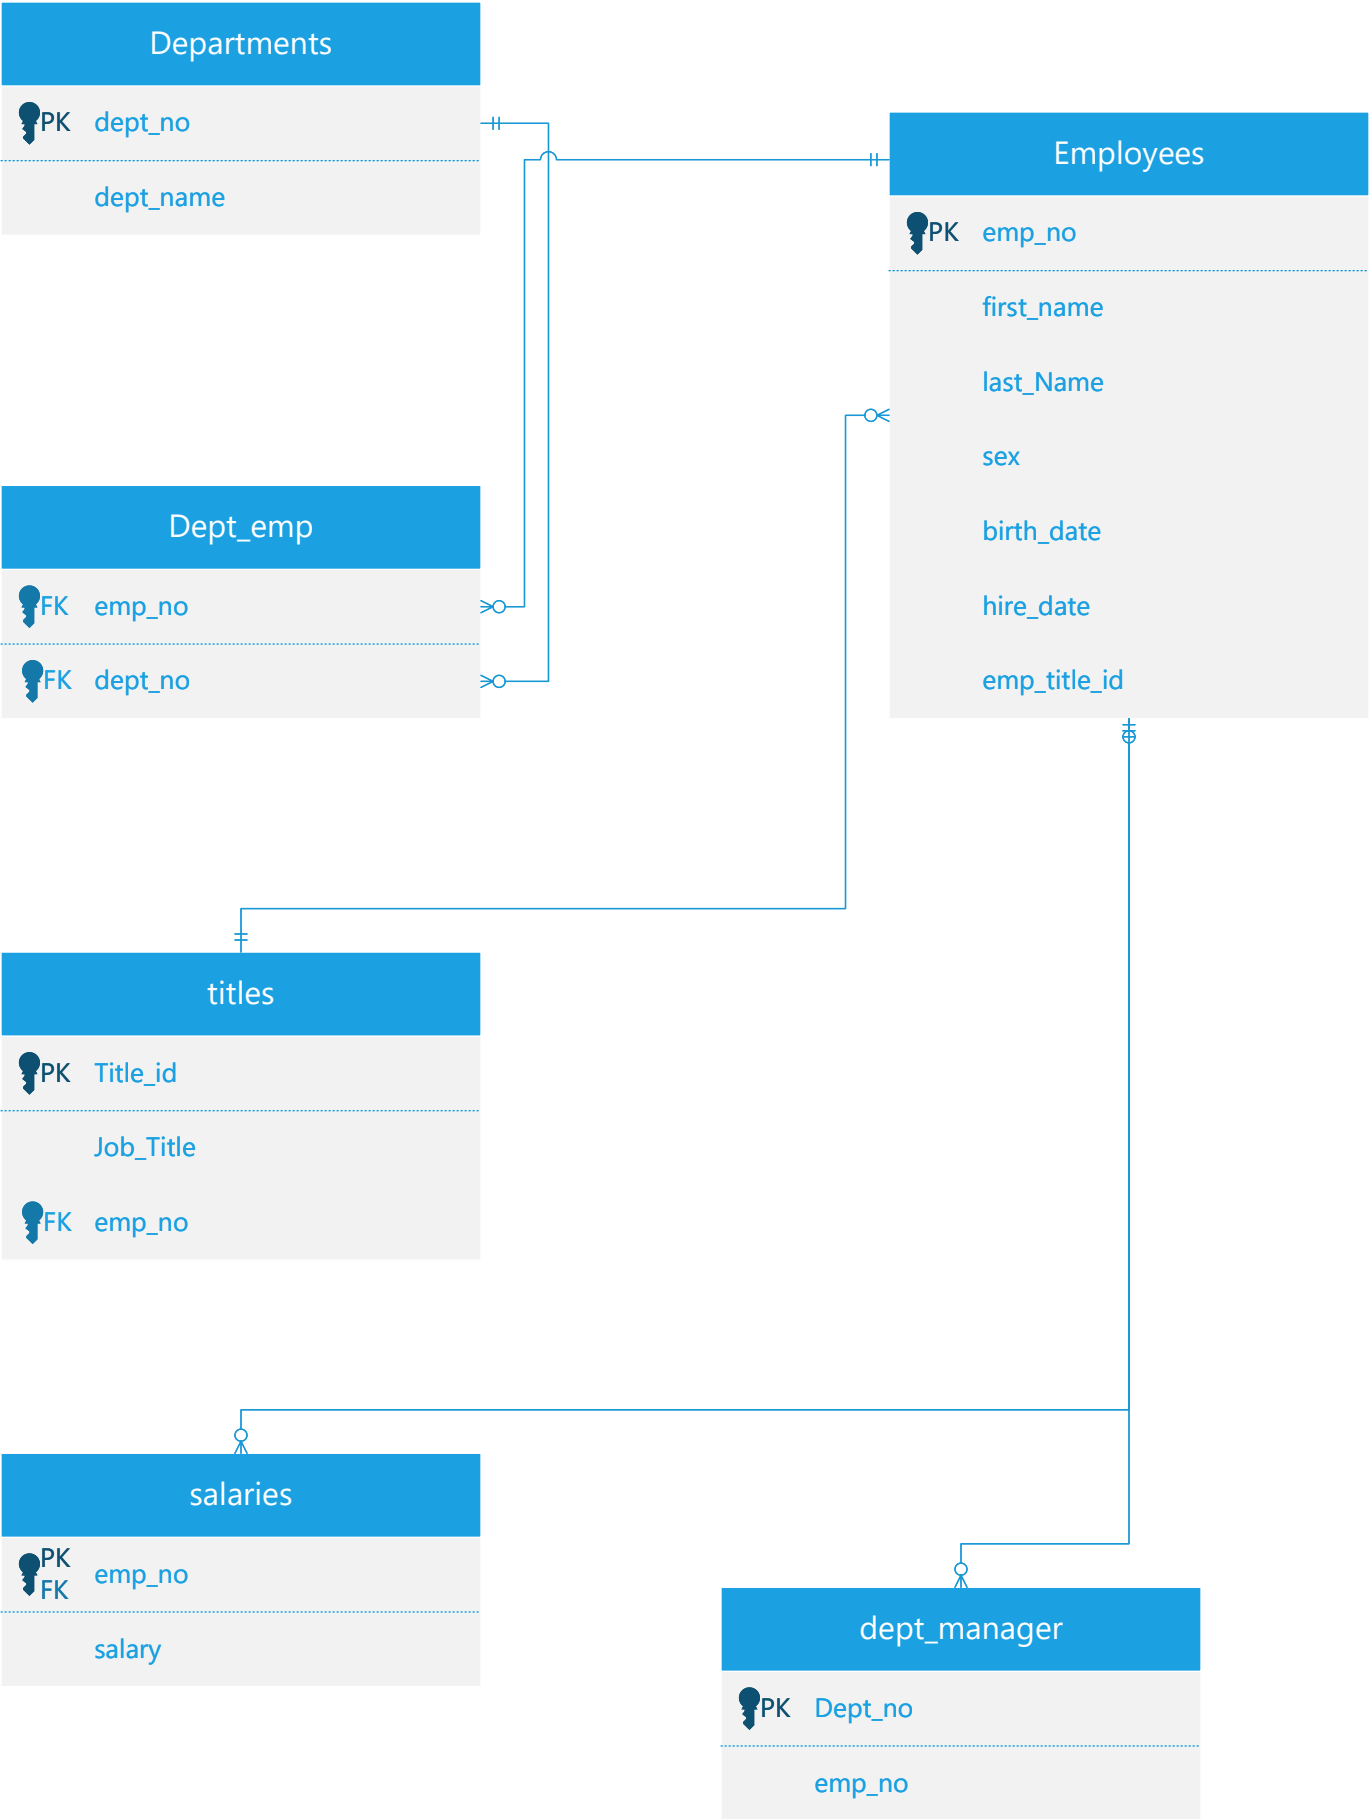 Departments
PK dept_no
dept_name
Employees
PK emp_no
first_name
last_Name
sex
birth_date
hire_date
emp_title_id
Dept_emp
FK emp_no
FK dept_no
titles
PK Title_id
Job_Title
FK emp_no
salaries
PK
FK emp_no
salary
dept_manager
PK Dept_no
emp_no